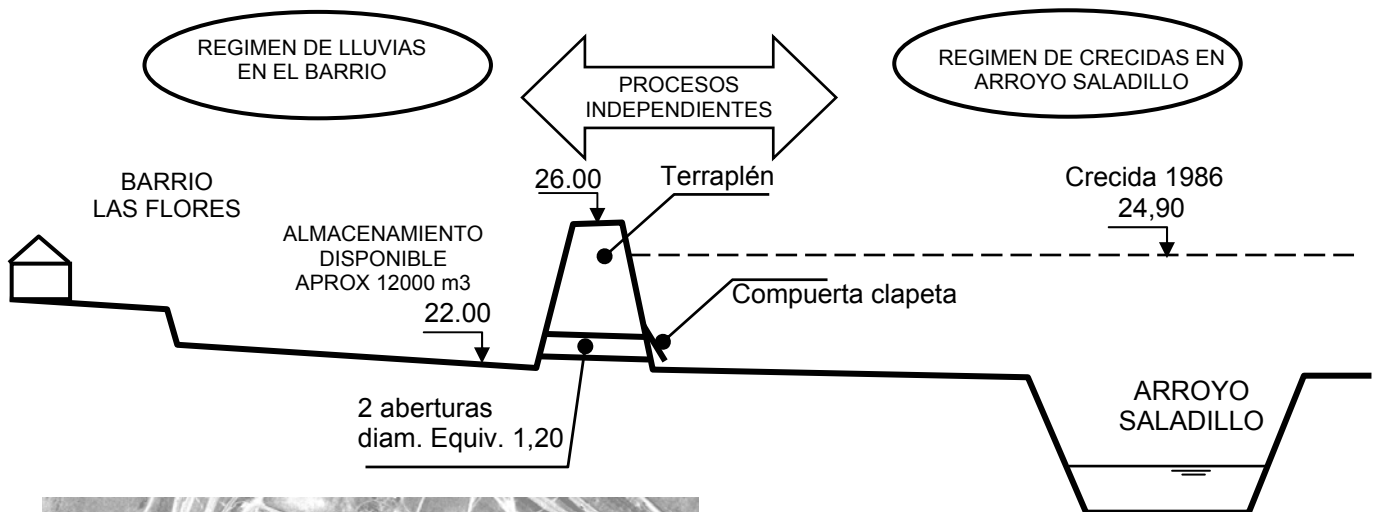 REGIMEN DE LLUVIAS
EN EL BARRIO
PROCESOS
INDEPENDIENTES
REGIMEN DE CRECIDAS EN
ARROYO SALADILLO
BARRIO
LAS FLORES
26.00
Terraplén
Crecida 1986
24,90
ALMACENAMIENTO
DISPONIBLE
APROX 12000 m3
22.00
Compuerta clapeta
2 aberturas
diam. Equiv. 1,20
ARROYO
SALADILLO